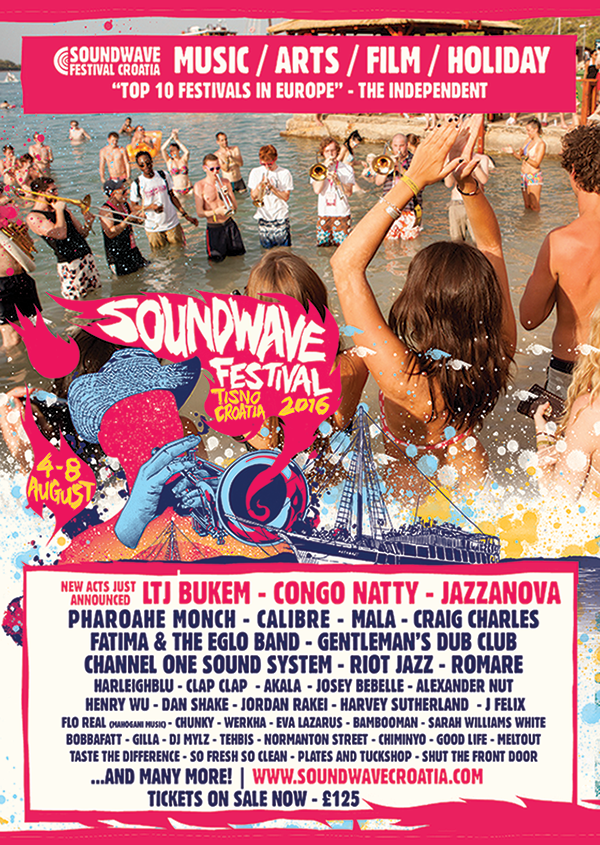 SOUNDWAVE
FESTIVAL CROATIA
MUSIC / ARTS / FILM / HOLIDAY
"TOP 10 FESTIVALS IN EUROPE" - THE INDEPENDENT
SOUNDWAVE
FESTIVAL
TISNO
CROATIA
2016
4-8
AUGUST
NEW ACTS JUST
ANNOUNCED
LTJ BUKEM - CONGO NATTY - JAZZANOVA
PHAROAHE MONCH - CALIBRE - MALA - CRAIG CHARLES
FATIMA & THE EGLO BAND - GENTLEMAN'S DUB CLUB
CHANNEL ONE SOUND SYSTEM - RIOT JAZZ - ROMARE
HARLEIGHBLU - CLAP CLAP - AKALA - JOSEY REBELLE - ALEXANDER NUT
HENRY WU - DAN SHAKE - JORDAN RAKEI - HARVEY SUTHERLAND - J FELIX
FLO REAL (MAHOGANI MUSIC) - CHUNKY - WERKHA - EVA LAZARUS - BAMBOOMAN - SARAH WILLIAMS WHITE
BOBBAFATT - GILLA - DJ MYLZ - TEHBIS - NORMANTON STREET - CHIMINYO - GOOD LIFE - MELTOUT
TASTE THE DIFFERENCE - SO FRESH SO CLEAN - PLATES AND TUCKSHOP - SHUT THE FRONT DOOR
...AND MANY MORE! | WWW.SOUNDWAVECROATIA.COM
TICKETS ON SALE NOW - £125